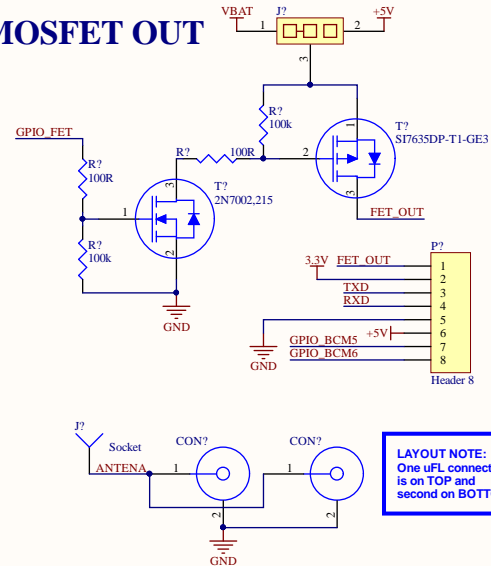 MOSFET OUT
VBAT
J?
+5V
1
2
3
R?
100k
GPIO_FET
R?
100R
R?
100R
T?
SI7635DP-T1-GE3
1
2
3
T?
2N7002,215
3
1
2
R?
100k
FET_OUT
GND
P?
3.3V
FET_OUT
1
2
TXD
3
RXD
4
5
+5V
6
GPIO_BCM5
7
GPIO_BCM6
8
GND
Header 8
J?
Socket
ANTENA
CON?
1
2
CON?
1
2
GND
LAYOUT NOTE:
One uFL connect
is on TOP and
second on BOTT